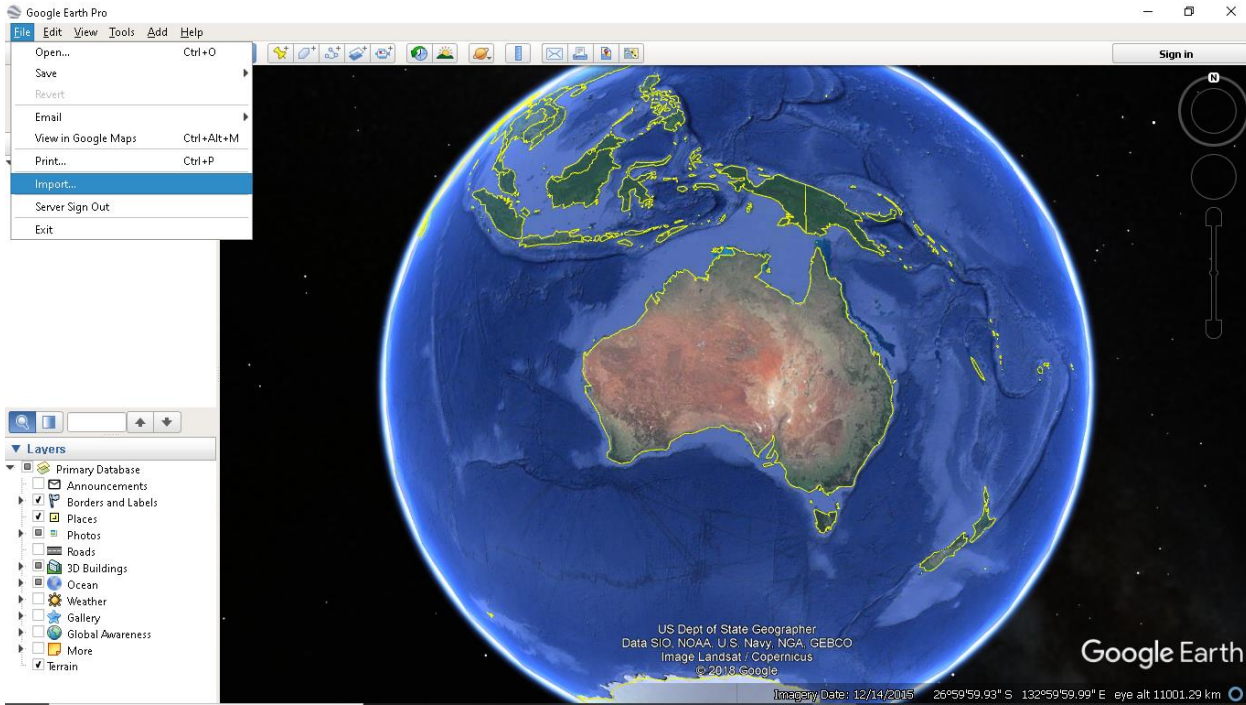 Google Earth Pro
File Edit View Tools Add Help
Open... Ctrl+O
Save
Revert
Email
View in Google Maps Ctrl+Alt+M
Print... Ctrl+P
Import...
Server Sign Out
Exit
Sign in
N
Layers
Primary Database
Announcements
Borders and Labels
Places
Photos
Roads
3D Buildings
Ocean
Weather
Gallery
Global Awareness
More
Terrain
US Dept of State Geographer
Data SIO, NOAA, U.S. Navy, NGA, GEBCO
Image Landsat / Copernicus
© 2018 Google
Google Earth
Imagery Date: 12/14/2015 26°59'59.93" S 132°59'59.99" E eye alt 11001.29 km